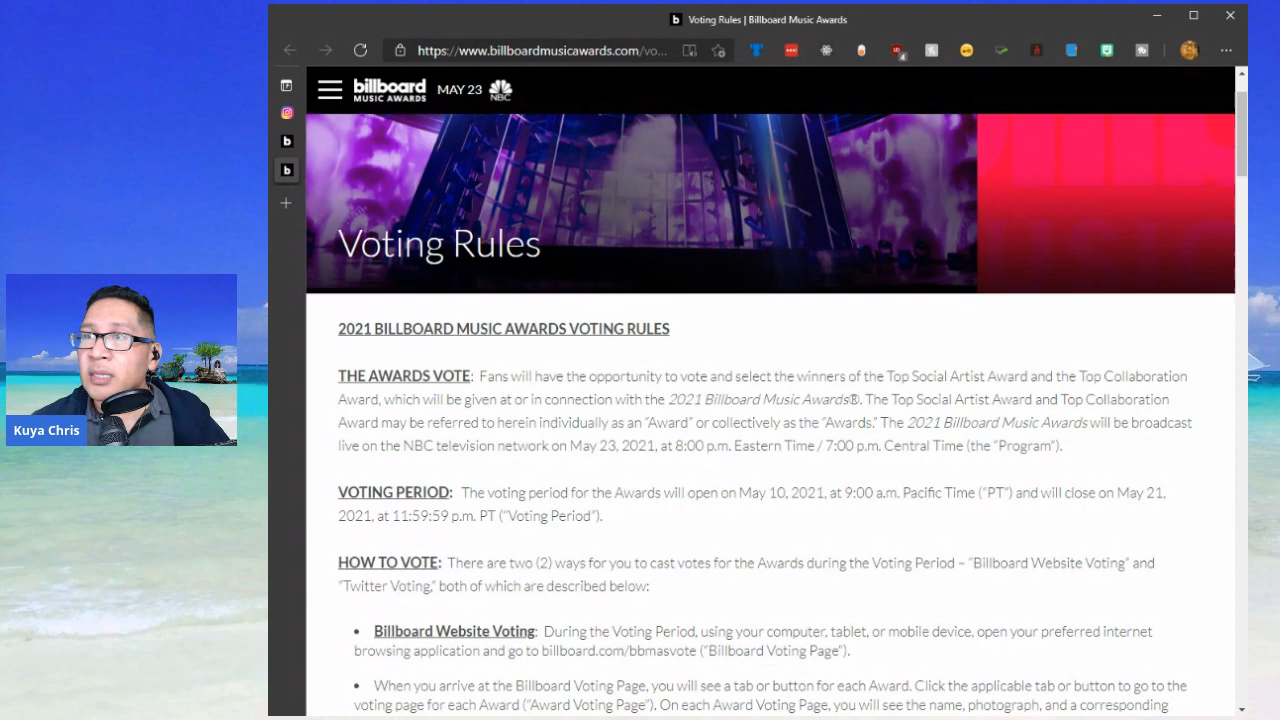 Voting Rules | Billboard Music Awards
https://www.billboardmusicawards.com/vo...
billboard
MUSIC AWARDS
MAY 23
NBC
Voting Rules
2021 BILLBOARD MUSIC AWARDS VOTING RULES
THE AWARDS VOTE: Fans will have the opportunity to vote and select the winners of the Top Social Artist Award and the Top Collaboration
Award, which will be given at or in connection with the 2021 Billboard Music Awards®. The Top Social Artist Award and Top Collaboration
Award may be referred to herein individually as an “Award” or collectively as the “Awards.” The 2021 Billboard Music Awards will be broadcast
live on the NBC television network on May 23, 2021, at 8:00 p.m. Eastern Time / 7:00 p.m. Central Time (the “Program”).
VOTING PERIOD: The voting period for the Awards will open on May 10, 2021, at 9:00 a.m. Pacific Time (“PT”) and will close on May 21,
2021, at 11:59:59 p.m. PT (“Voting Period”).
HOW TO VOTE: There are two (2) ways for you to cast votes for the Awards during the Voting Period – “Billboard Website Voting” and
“Twitter Voting,” both of which are described below:
• Billboard Website Voting: During the Voting Period, using your computer, tablet, or mobile device, open your preferred internet
browsing application and go to billboard.com/bbmasvote (“Billboard Voting Page”).
• When you arrive at the Billboard Voting Page, you will see a tab or button for each Award. Click the applicable tab or button to go to the
voting page for each Award (“Award Voting Page”). On each Award Voting Page, you will see the name, photograph, and a corresponding
Kuya Chris